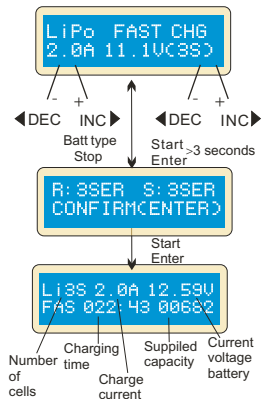 LiPo FAST CHG
2.0A 11.1V(3S)
- + - +
◀DEC INC▶ ◀DEC INC▶
Batt type
Stop
Start
Enter >3 seconds
R:3SER S:3SER
CONFIRM(ENTER)
Start
Enter
Li3S 2.0A 12.59V
FAS 022:43 00682
Number
of
cells
Charging
time
Charge
current
Suppiled
capacity
Current
voltage
battery